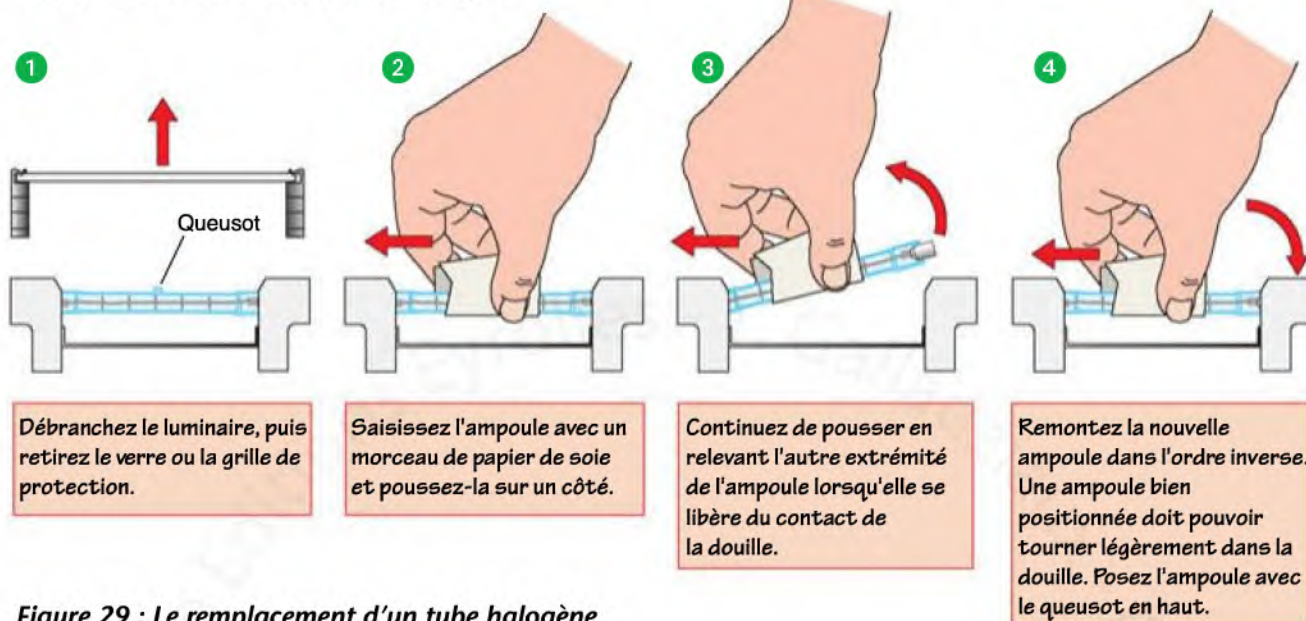 1
2
3
4
Queusot
Débranchez le luminaire, puis
retirez le verre ou la grille de
protection.
Saisissez l'ampoule avec un
morceau de papier de soie
et poussez-la sur un côté.
Continuez de pousser en
relevant l'autre extrémité
de l'ampoule lorsqu'elle se
libère du contact de
la douille.
Remontez la nouvelle
ampoule dans l'ordre inverse.
Une ampoule bien
positionnée doit pouvoir
tourner légèrement dans la
douille. Posez l'ampoule avec
le queusot en haut.
Figure 29 : Le remplacement d'un tube halogène